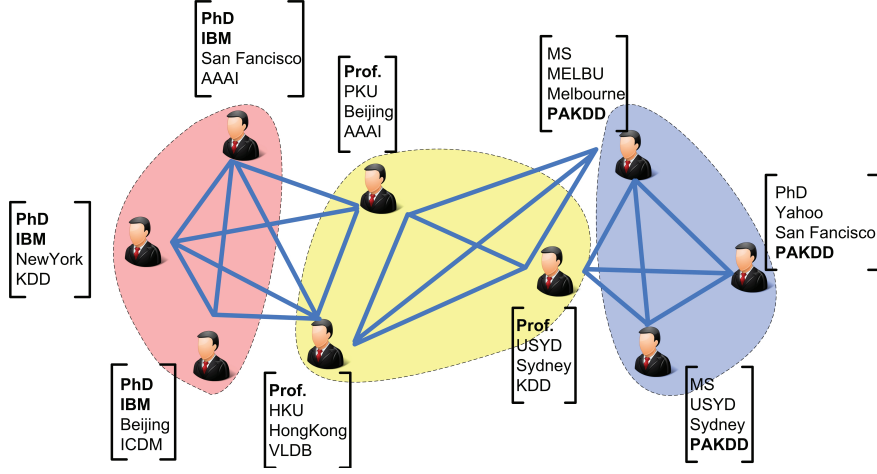 PhD
IBM
San Fancisco
AAAI
Prof.
PKU
Beijing
AAAI
MS
MELBU
Melbourne
PAKDD
PhD
IBM
NewYork
KDD
PhD
Yahoo
San Fancisco
PAKDD
PhD
IBM
Beijing
ICDM
Prof.
HKU
HongKong
VLDB
Prof.
USYD
Sydney
KDD
MS
USYD
Sydney
PAKDD